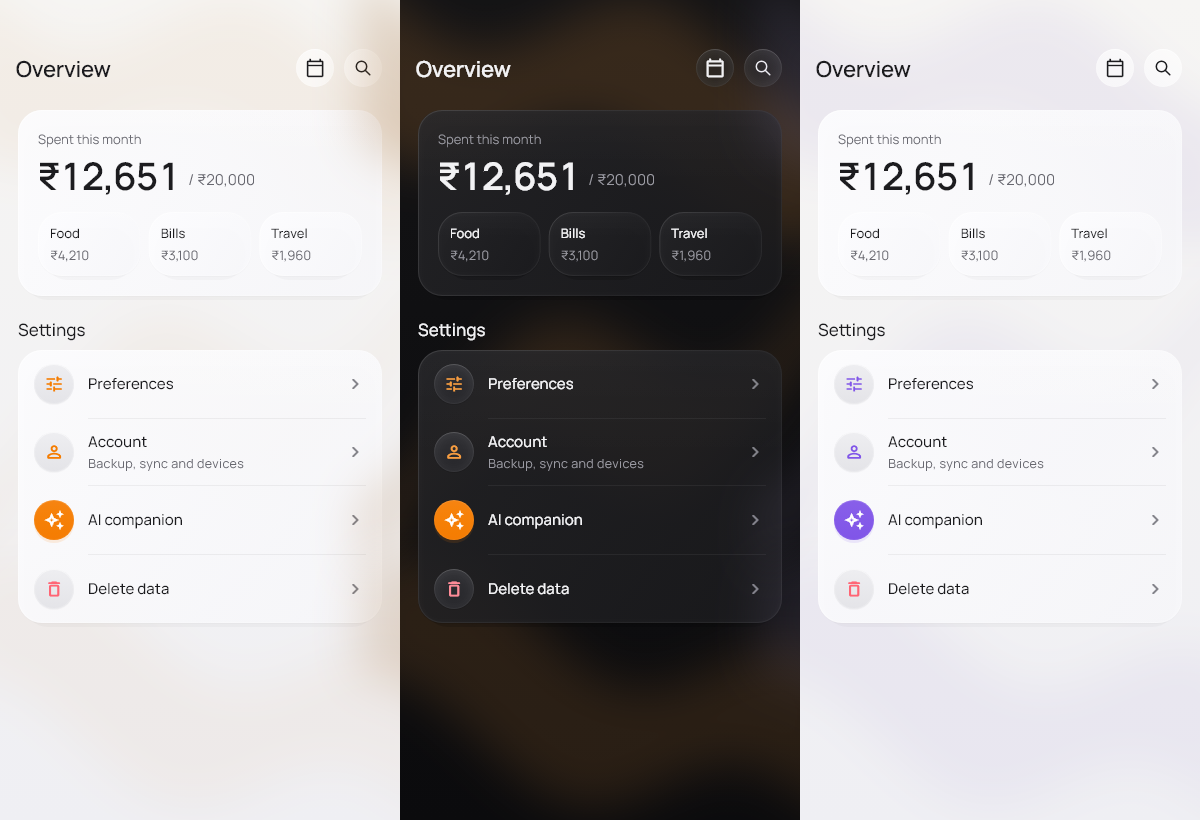 Overview
Spent this month
₹12,651 / ₹20,000
Food Bills Travel
₹4,210 ₹3,100 ₹1,960
Settings
Preferences
Account
Backup, sync and devices
AI companion
Delete data
Overview
Spent this month
₹12,651 / ₹20,000
Food Bills Travel
₹4,210 ₹3,100 ₹1,960
Settings
Preferences
Account
Backup, sync and devices
AI companion
Delete data
Overview
Spent this month
₹12,651 / ₹20,000
Food Bills Travel
₹4,210 ₹3,100 ₹1,960
Settings
Preferences
Account
Backup, sync and devices
AI companion
Delete data